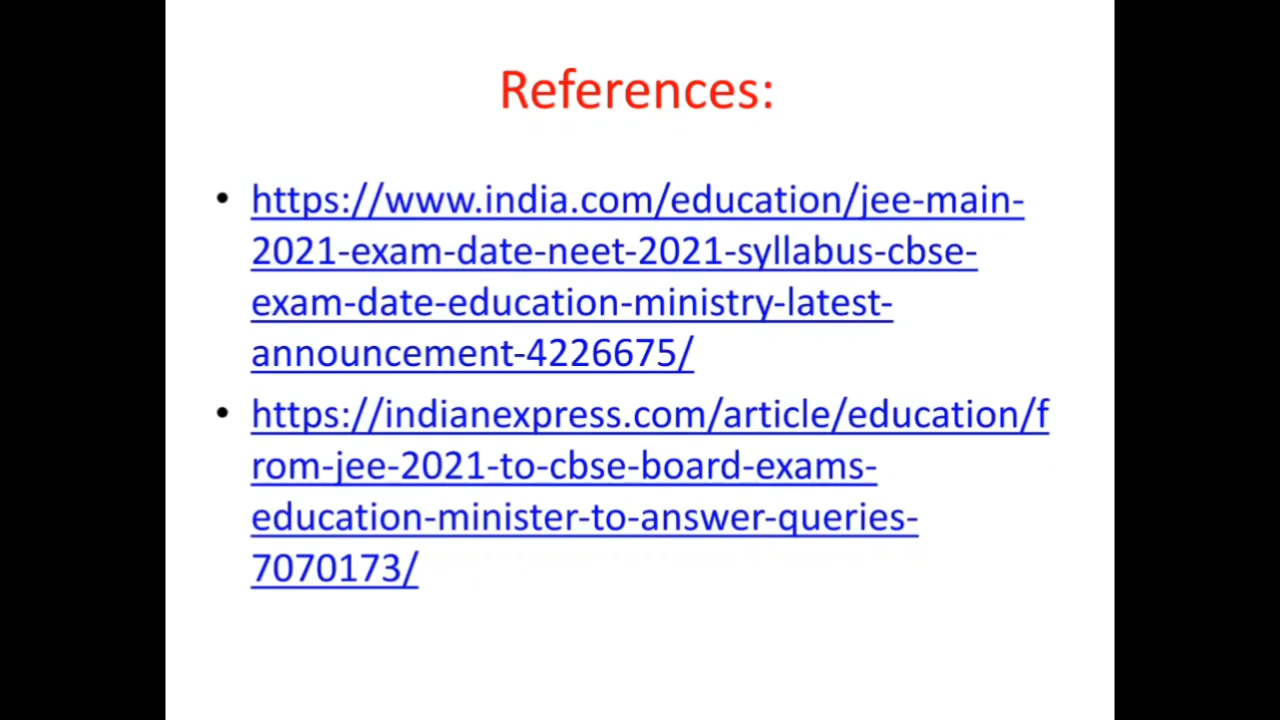 References:
• https://www.india.com/education/jee-main-
2021-exam-date-neet-2021-syllabus-cbse-
exam-date-education-ministry-latest-
announcement-4226675/
• https://indianexpress.com/article/education/f
rom-jee-2021-to-cbse-board-exams-
education-minister-to-answer-queries-
7070173/